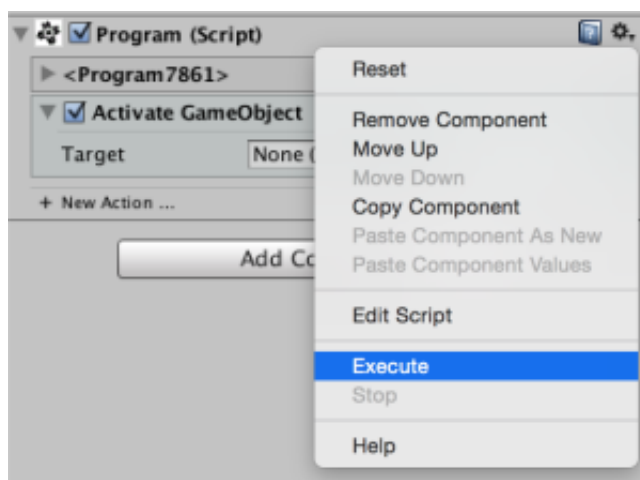 Program (Script)
<Program7861>
Activate GameObject
Target None (
+ New Action ...
Add Co
Reset
Remove Component
Move Up
Move Down
Copy Component
Paste Component As New
Paste Component Values
Edit Script
Execute
Stop
Help